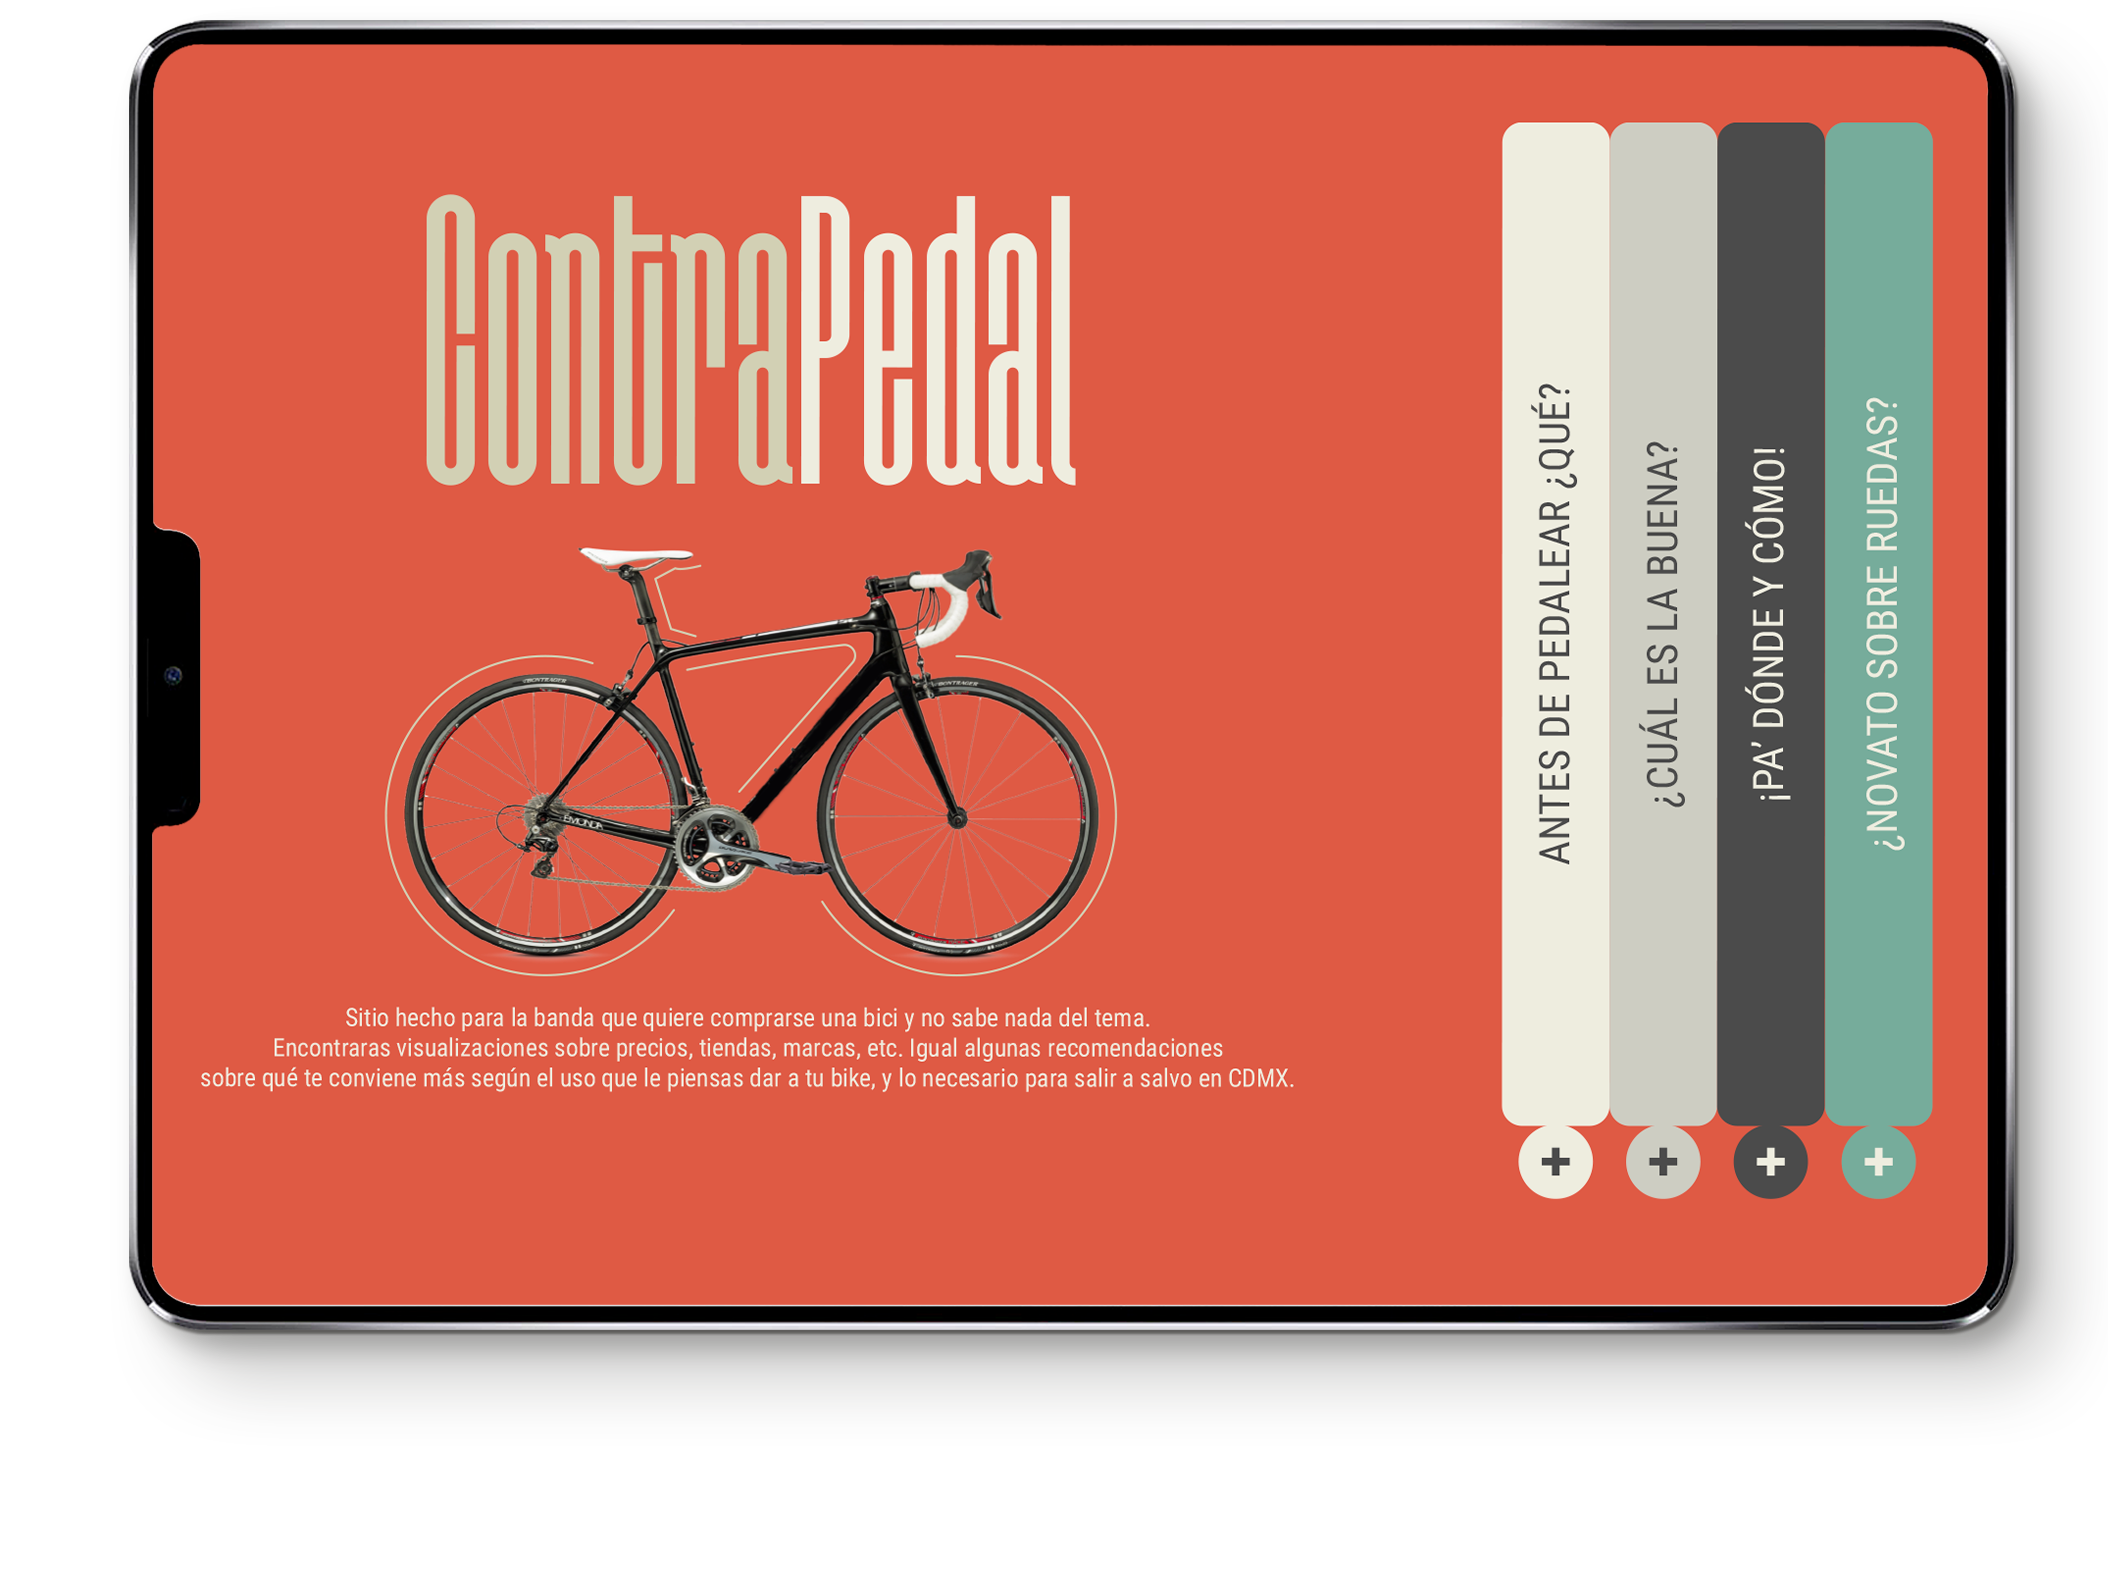 ContraPedal
BONTRAGER
BONTRAGER
EMONDA
Sitio hecho para la banda que quiere comprarse una bici y no sabe nada del tema.
Encontraras visualizaciones sobre precios, tiendas, marcas, etc. Igual algunas recomendaciones
sobre qué te conviene más según el uso que le piensas dar a tu bike, y lo necesario para salir a salvo en CDMX.
ANTES DE PEDALEAR ¿QUÉ?
¿CUÁL ES LA BUENA?
¡PA' DÓNDE Y CÓMO!
¿NOVATO SOBRE RUEDAS?
+
+
+
+